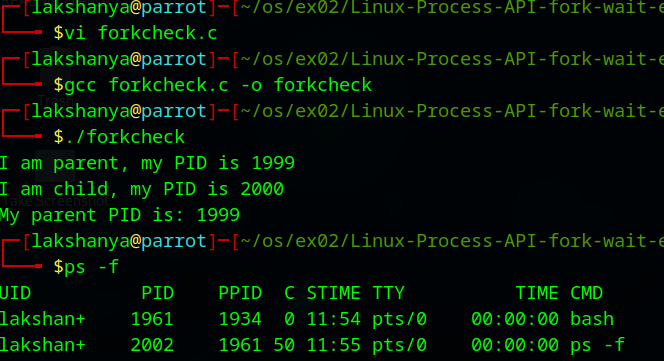 [lakshanya@parrot]─[~/os/ex02/Linux-Process-API-fork-wait-e
$vi forkcheck.c
[lakshanya@parrot]─[~/os/ex02/Linux-Process-API-fork-wait-e
$gcc forkcheck.c -o forkcheck
[lakshanya@parrot]─[~/os/ex02/Linux-Process-API-fork-wait-e
$./forkcheck
I am parent, my PID is 1999
I am child, my PID is 2000
Take Screenshot
My parent PID is: 1999
[lakshanya@parrot]─[~/os/ex02/Linux-Process-API-fork-wait-e
$ps -f
UID PID PPID C STIME TTY TIME CMD
lakshan+ 1961 1934 0 11:54 pts/0 00:00:00 bash
lakshan+ 2002 1961 50 11:55 pts/0 00:00:00 ps -f